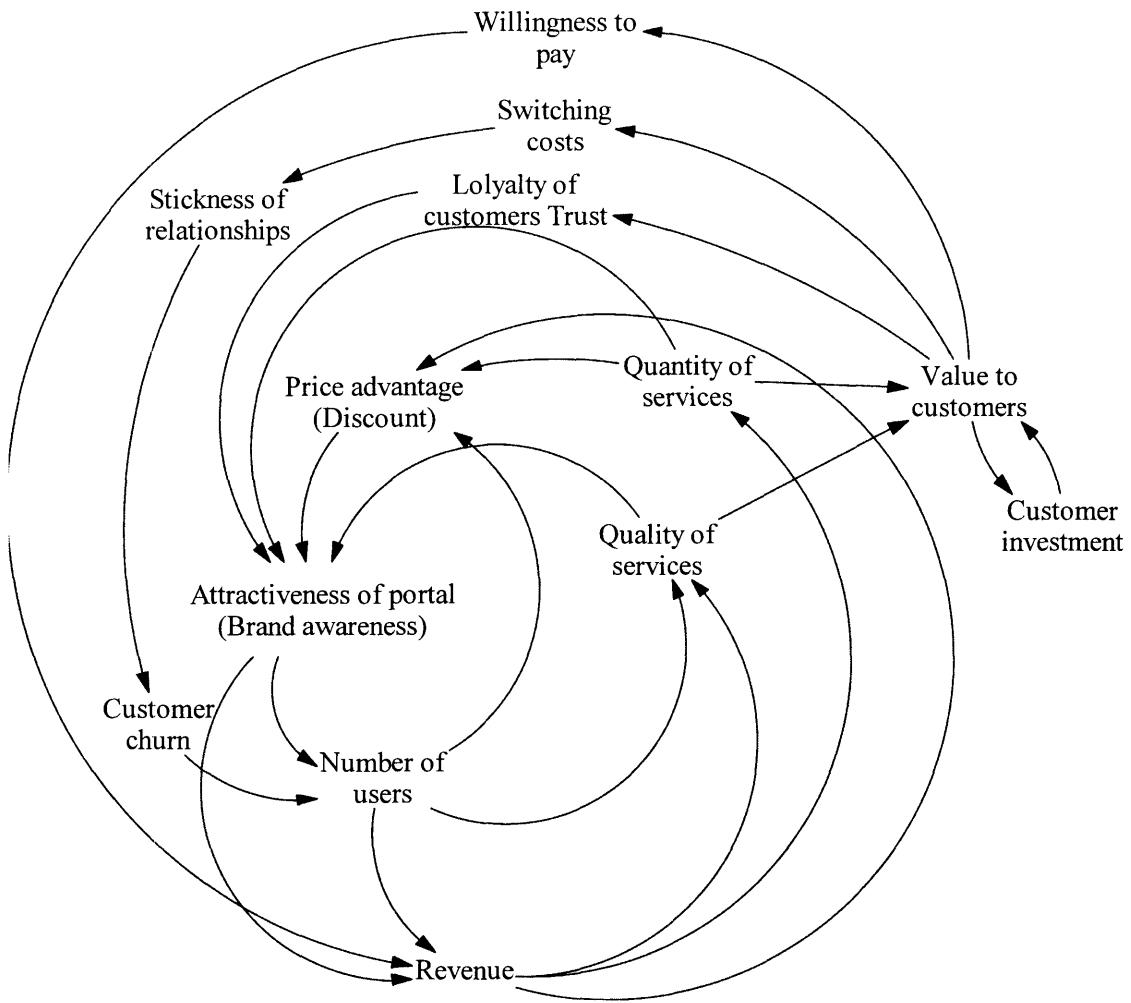 Willingness to
pay
Switching
costs
Lolyalty of
customers Trust
Stickness of
relationships
Price advantage
(Discount)
Quantity of
services
Value to
customers
Quality of
services
Customer
investment
Attractiveness of portal
(Brand awareness)
Customer
churn
Number of
users
Revenue